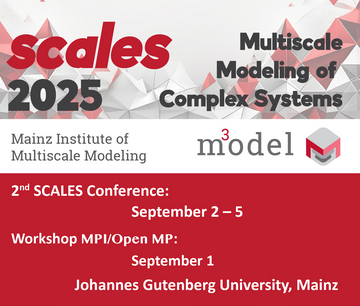 scales
2025
Multiscale
Modeling of
Complex Systems
Mainz Institute of
Multiscale Modeling
m³odel
2ⁿᵈ SCALES Conference:
September 2 – 5
Workshop MPI/Open MP:
September 1
Johannes Gutenberg University, Mainz